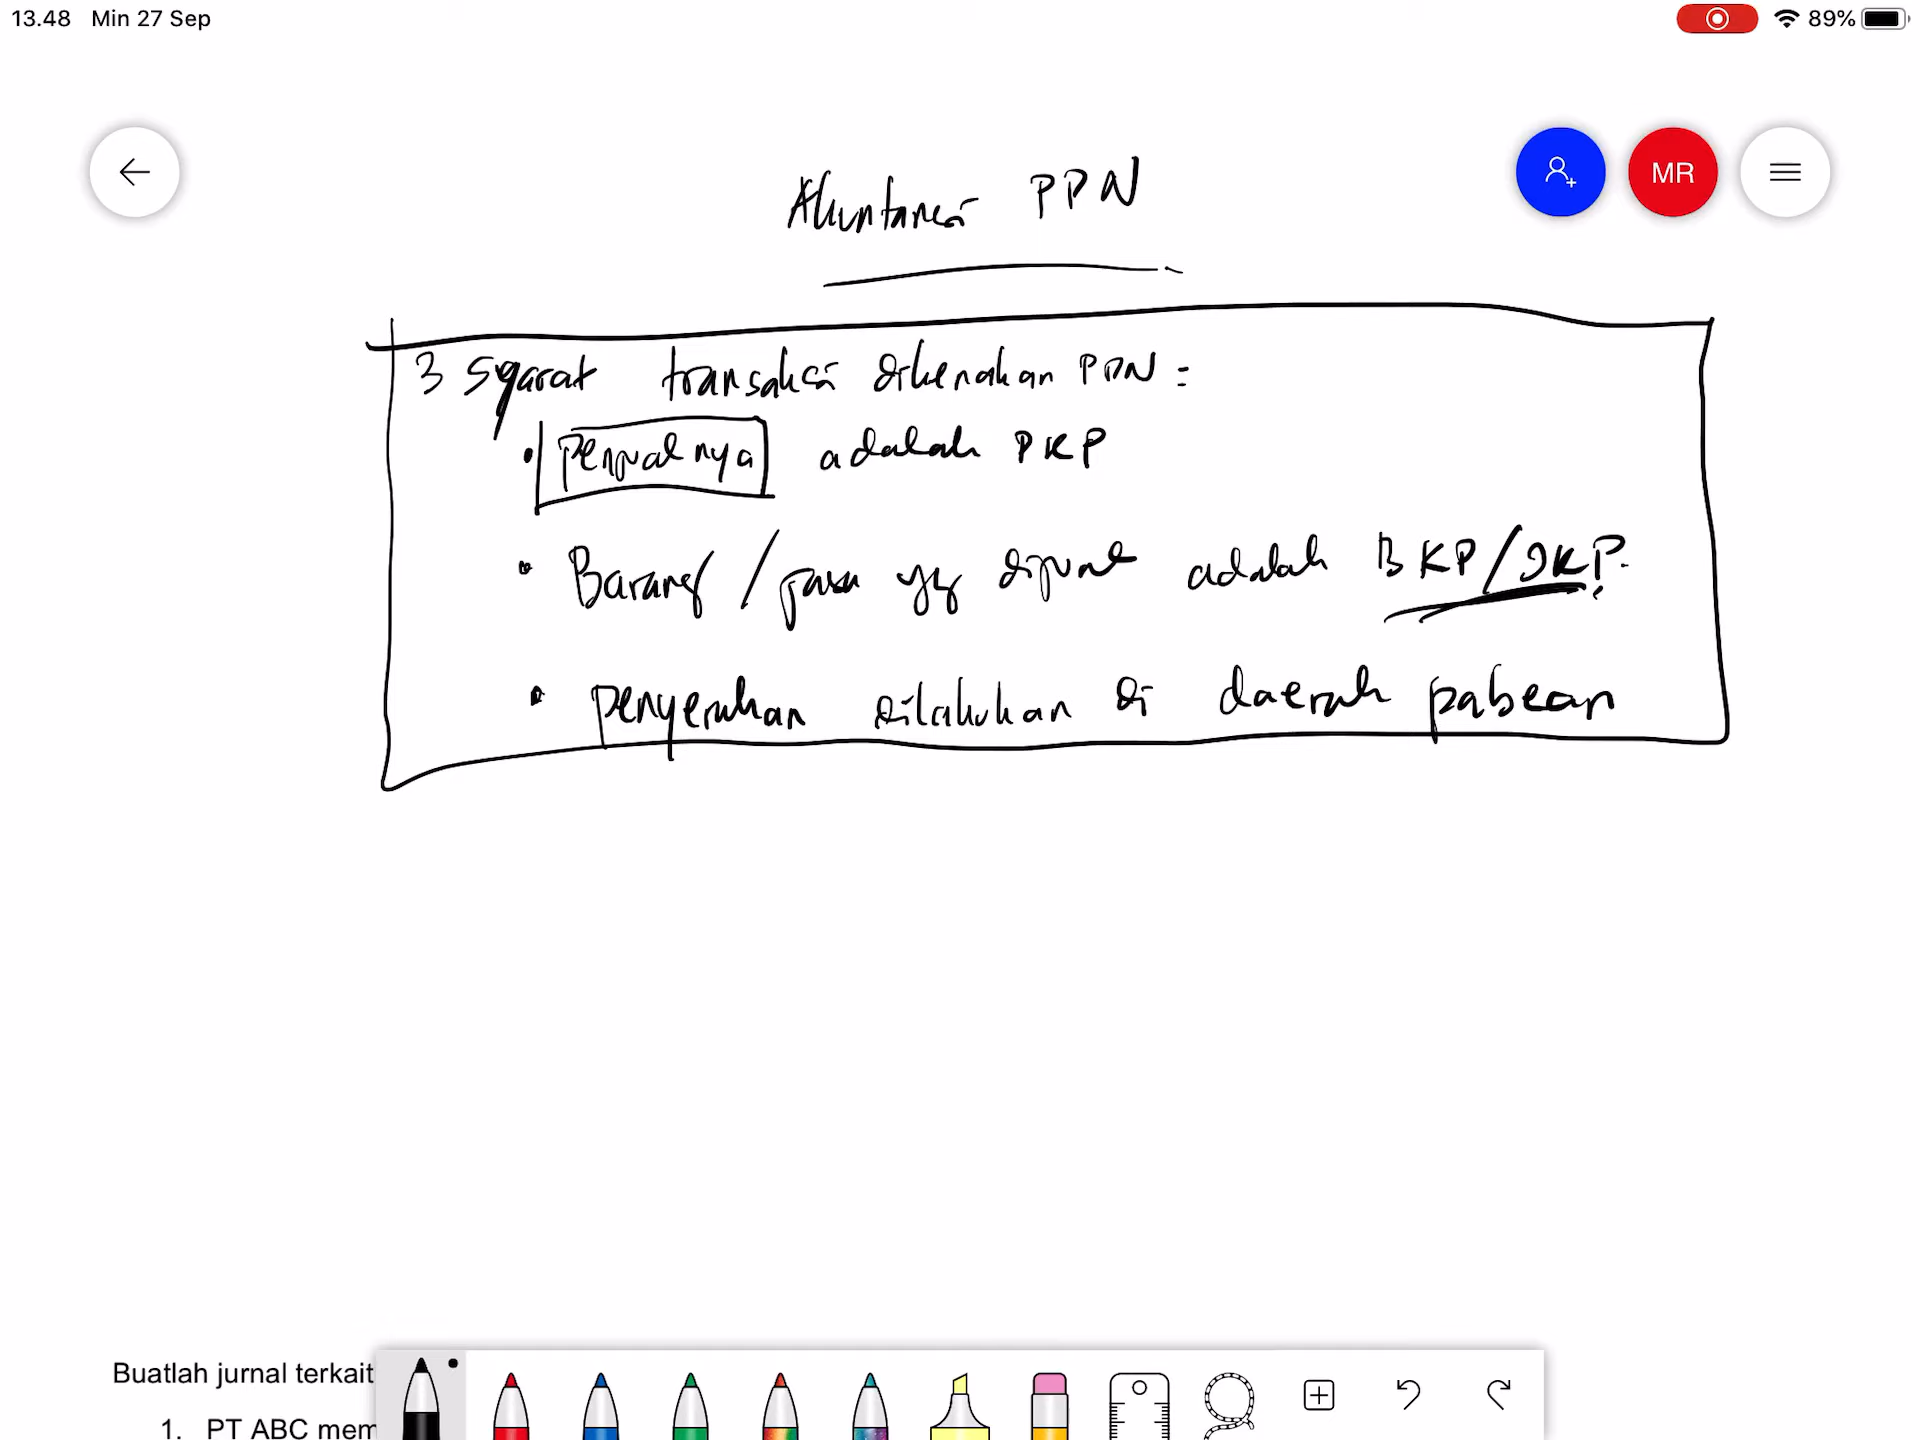 13.48 Min 27 Sep 89%
MR
Akuntansi PPN
3 Syarat transaksi dikenakan PPN :
• penjualnya adalah PKP
• Barang / jasa yg dijual adalah BKP/JKP.
• penyerahan dilakukan di daerah pabean
Buatlah jurnal terkait
1. PT ABC mem